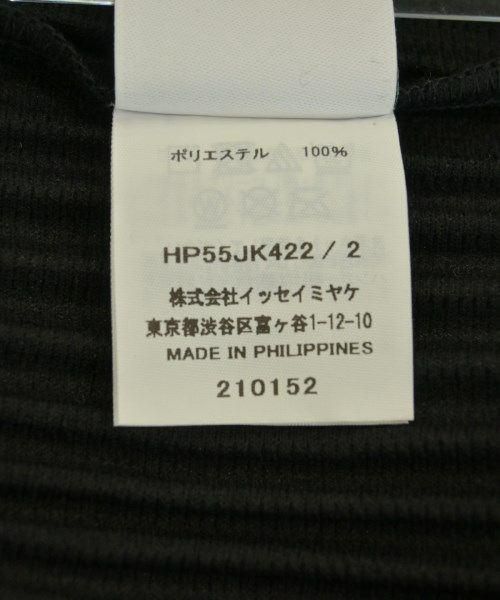 ポリエステル 100%
HP55JK422 / 2
株式会社イッセイミヤケ
東京都渋谷区富ヶ谷1-12-10
MADE IN PHILIPPINES
210152